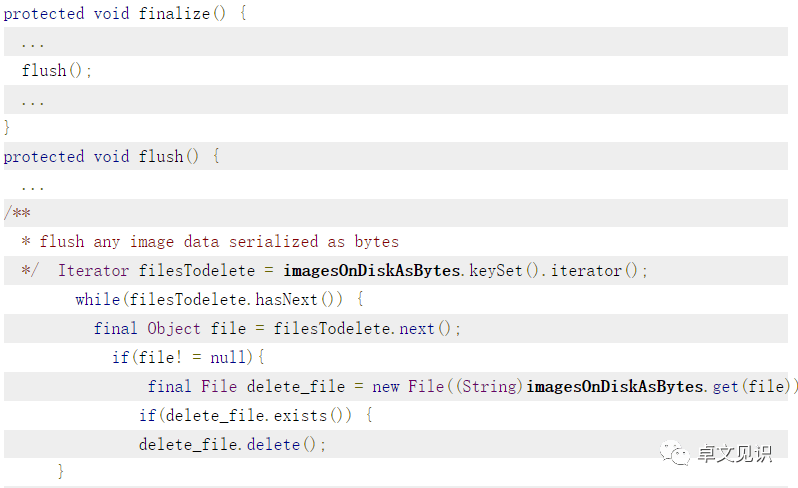 protected void finalize() {
...
flush();
...
}
protected void flush() {
...
/**
* flush any image data serialized as bytes
*/  Iterator filesTodelete = imagesOnDiskAsBytes.keySet().iterator();
while(filesTodelete.hasNext()) {
final Object file = filesTodelete.next();
if(file! = null){
final File delete_file = new File((String)imagesOnDiskAsBytes.get(file))
if(delete_file.exists()) {
delete_file.delete();
}
卓文见识